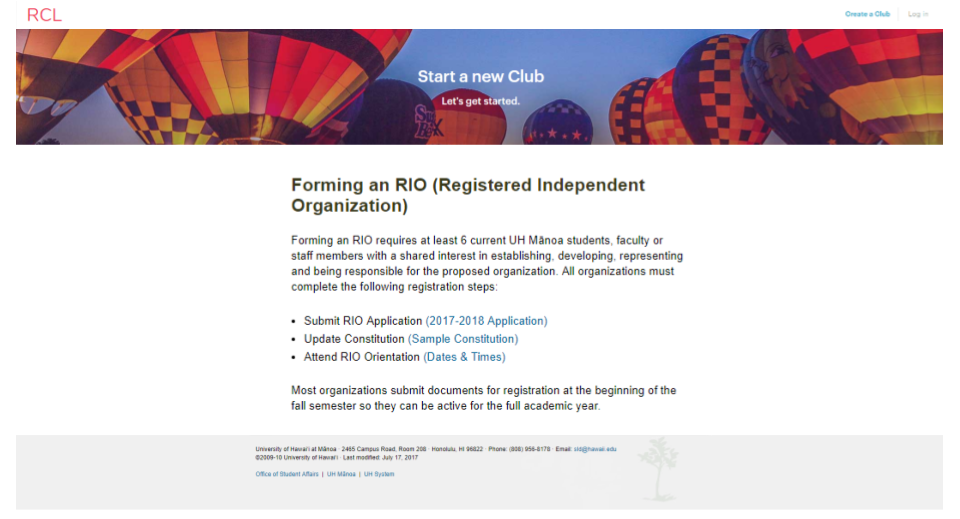 RCL
Create a Club
Log in
Start a new Club
Let's get started.
Forming an RIO (Registered Independent
Organization)
Forming an RIO requires at least 6 current UH Mānoa students, faculty or
staff members with a shared interest in establishing, developing, representing
and being responsible for the proposed organization. All organizations must
complete the following registration steps:
• Submit RIO Application (2017-2018 Application)
• Update Constitution (Sample Constitution)
• Attend RIO Orientation (Dates & Times)
Most organizations submit documents for registration at the beginning of the
fall semester so they can be active for the full academic year.
University of Hawai'i at Mānoa · 2465 Campus Road, Room 208 · Honolulu, HI 96822 · Phone: (808) 956-8178 · Email: sld@hawaii.edu
©2009-10 University of Hawai'i · Last modified: July 17, 2017
Office of Student Affairs | UH Mānoa | UH System